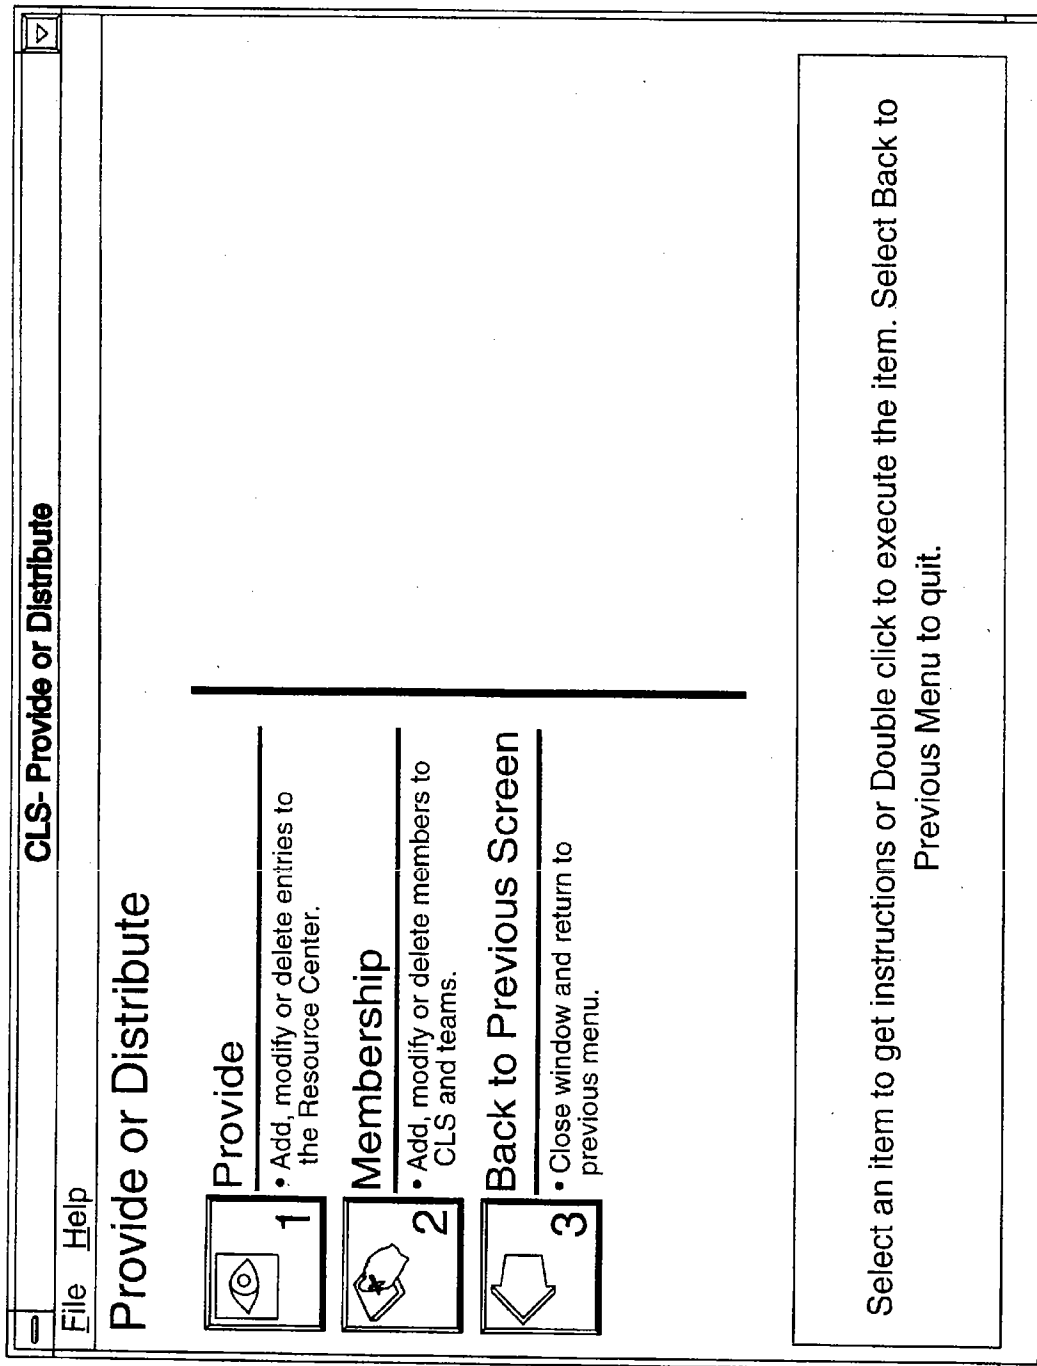 CLS- Provide or Distribute
File Help
Provide or Distribute
1
Provide
• Add, modify or delete entries to
the Resource Center.
2
Membership
• Add, modify or delete members to
CLS and teams.
3
Back to Previous Screen
• Close window and return to
previous menu.
Select an item to get instructions or Double click to execute the item. Select Back to
Previous Menu to quit.